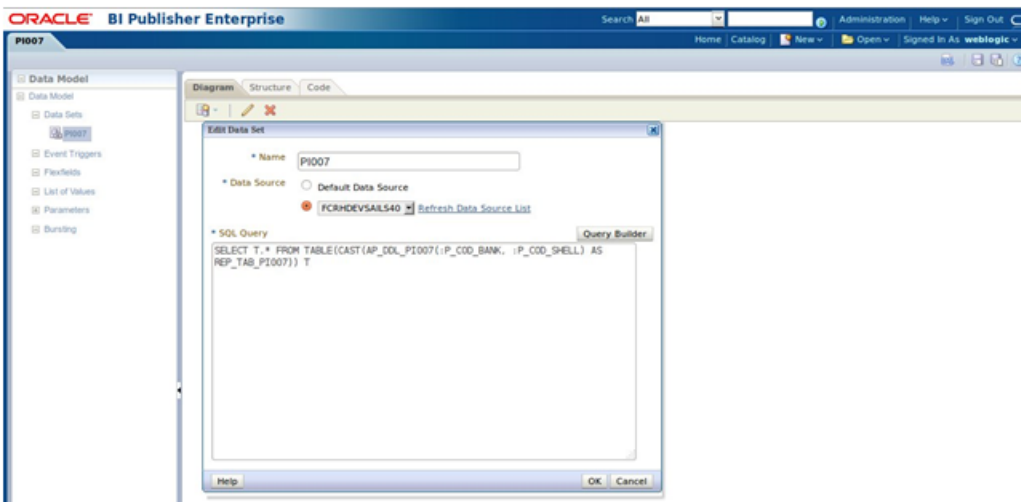 ORACLE BI Publisher Enterprise
Search All
Administration Help Sign Out
PI007
Home Catalog New Open Signed In As weblogic
Data Model
Data Model
Data Sets
PI007
Event Triggers
Flexfields
List of Values
Parameters
Bursting
Diagram Structure Code
Edit Data Set
* Name PI007
* Data Source Default Data Source
FCRHDEVSAILS40 Refresh Data Source List
* SQL Query
Query Builder
SELECT T.* FROM TABLE(CAST(AP_DDL_PI007(:P_COD_BANK, :P_COD_SHELL) AS
REP_TAB_PI007)) T
Help
OK Cancel